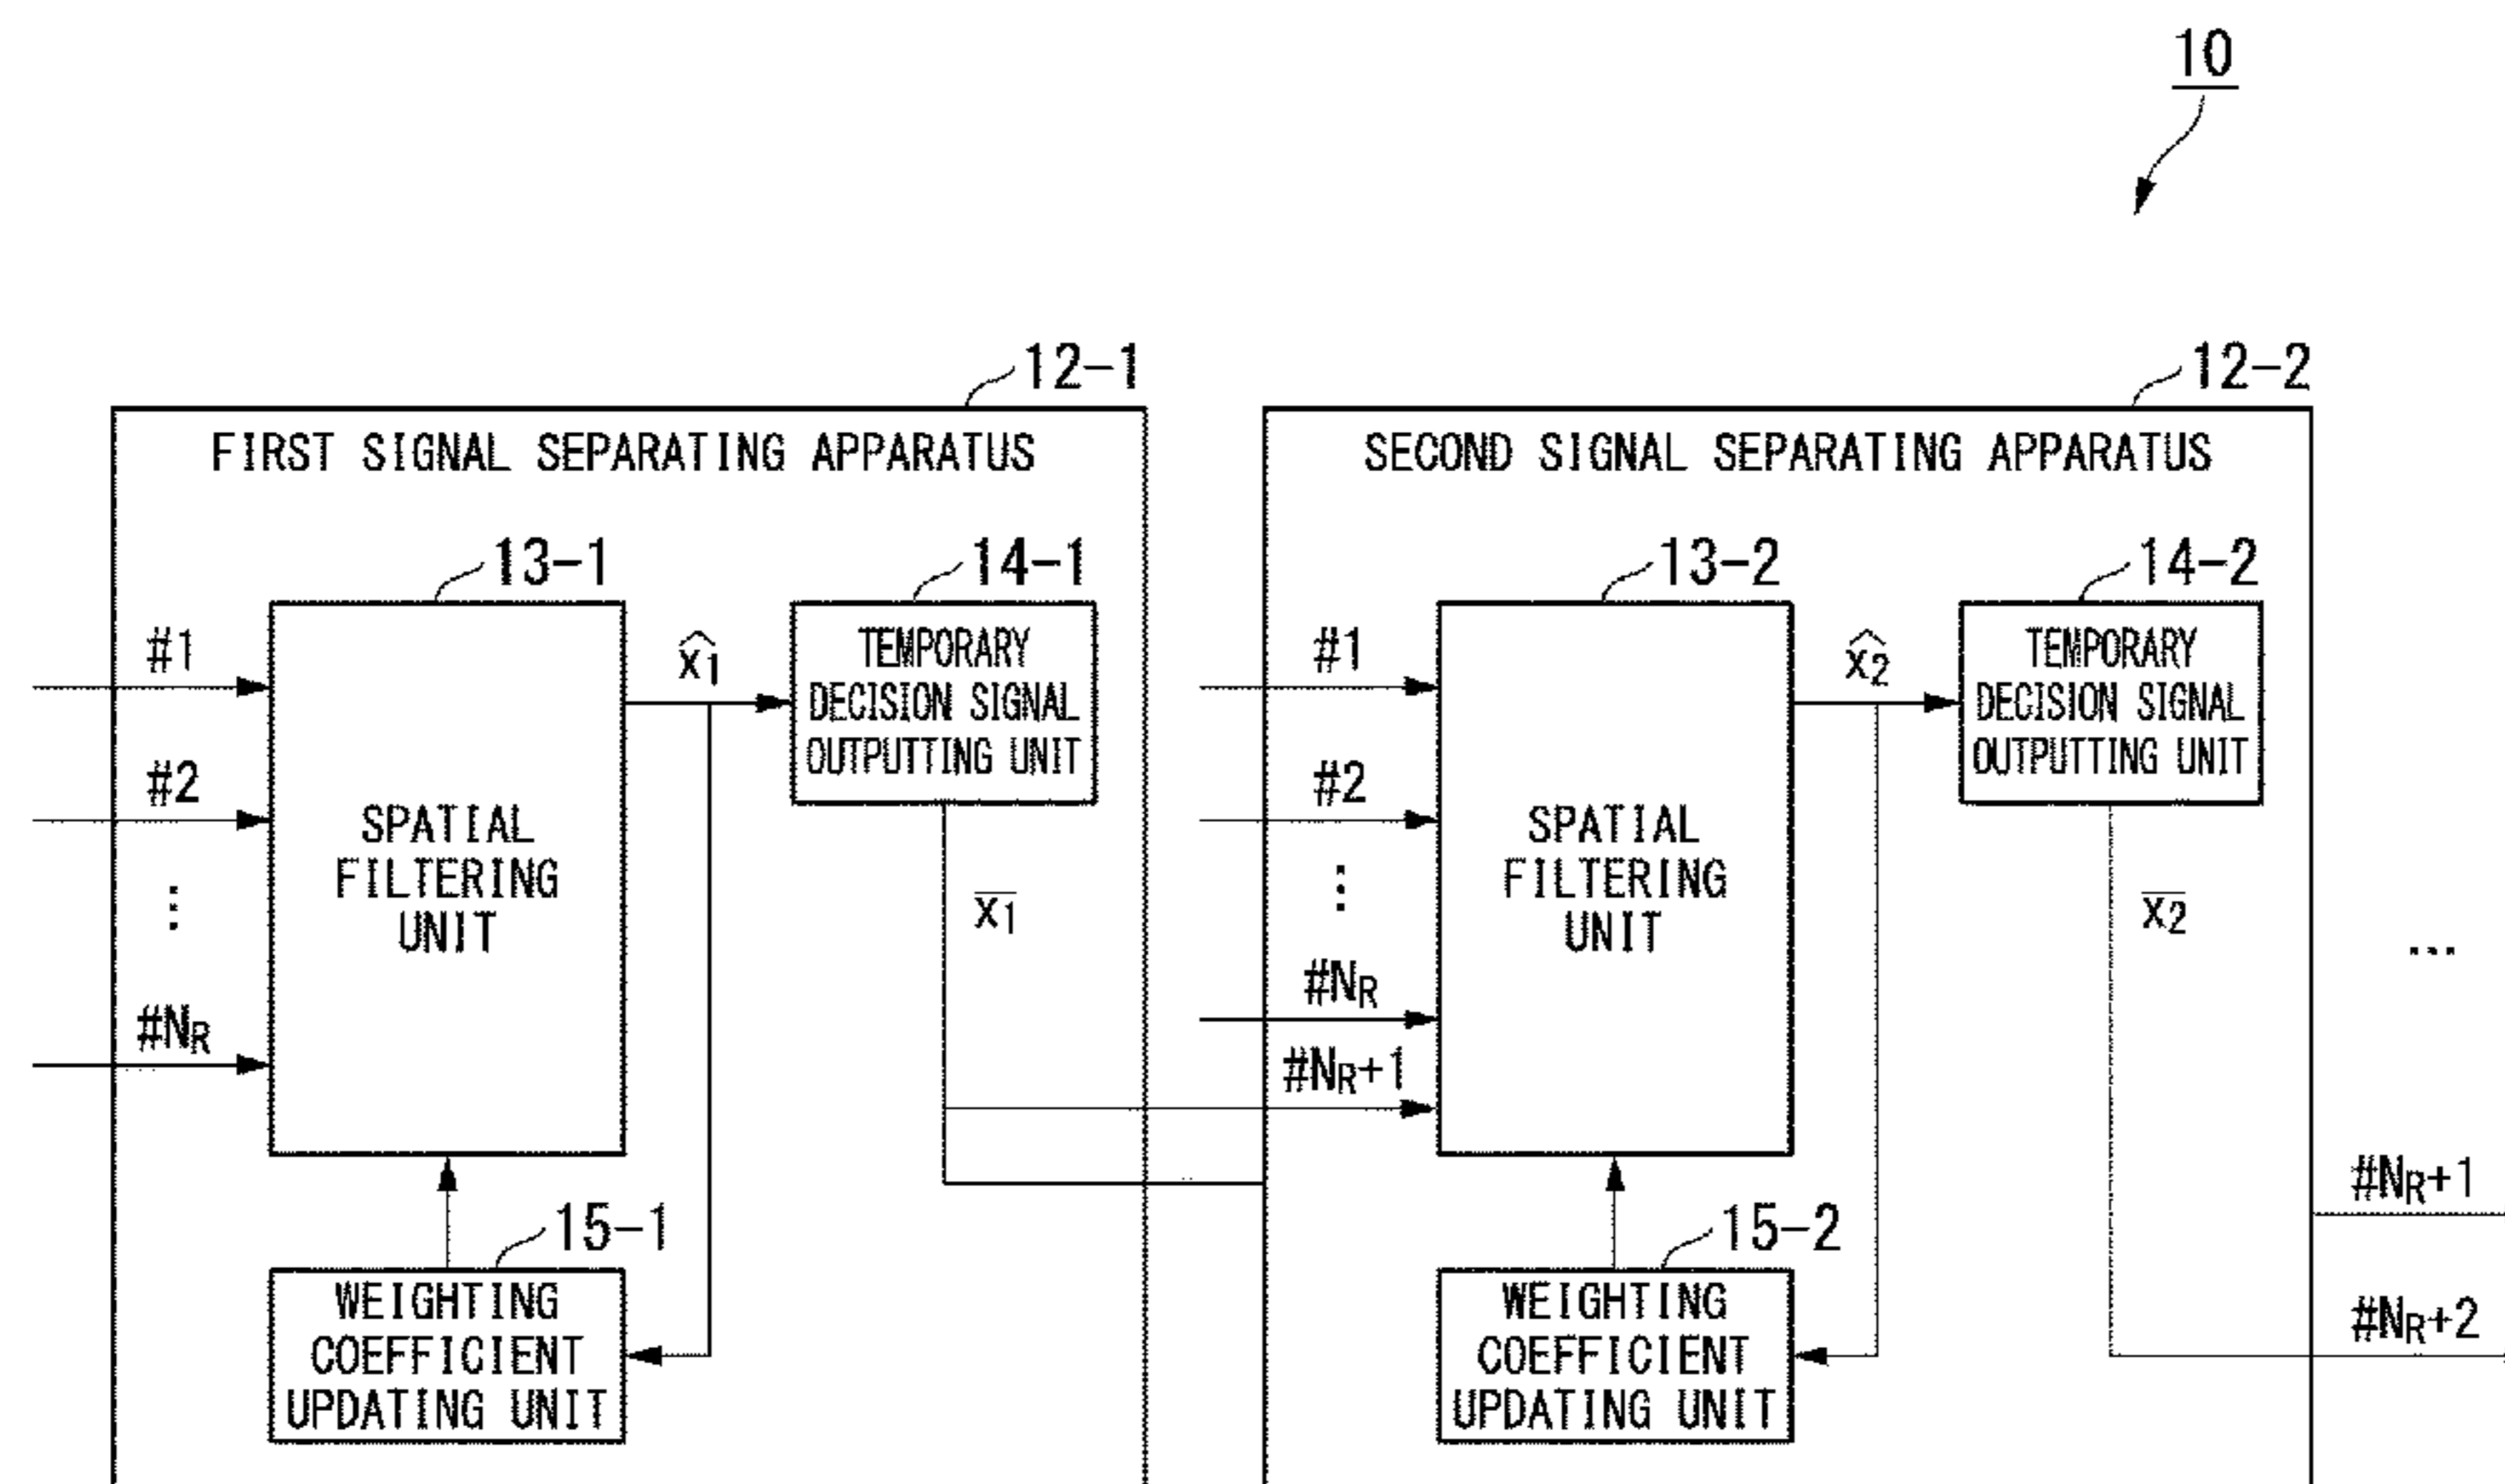 10
12-1
12-2
FIRST SIGNAL SEPARATING APPARATUS
SECOND SIGNAL SEPARATING APPARATUS
13-1
14-1
13-2
14-2
#1
x̂1
TEMPORARY
DECISION SIGNAL
OUTPUTTING UNIT
#1
x̂2
TEMPORARY
DECISION SIGNAL
OUTPUTTING UNIT
#2
SPATIAL
FILTERING
UNIT
#2
SPATIAL
FILTERING
UNIT
⋮
x̄1
⋮
x̄2
...
#NR
#NR
#NR+1
15-1
15-2
#NR+1
WEIGHTING
COEFFICIENT
UPDATING UNIT
WEIGHTING
COEFFICIENT
UPDATING UNIT
#NR+2